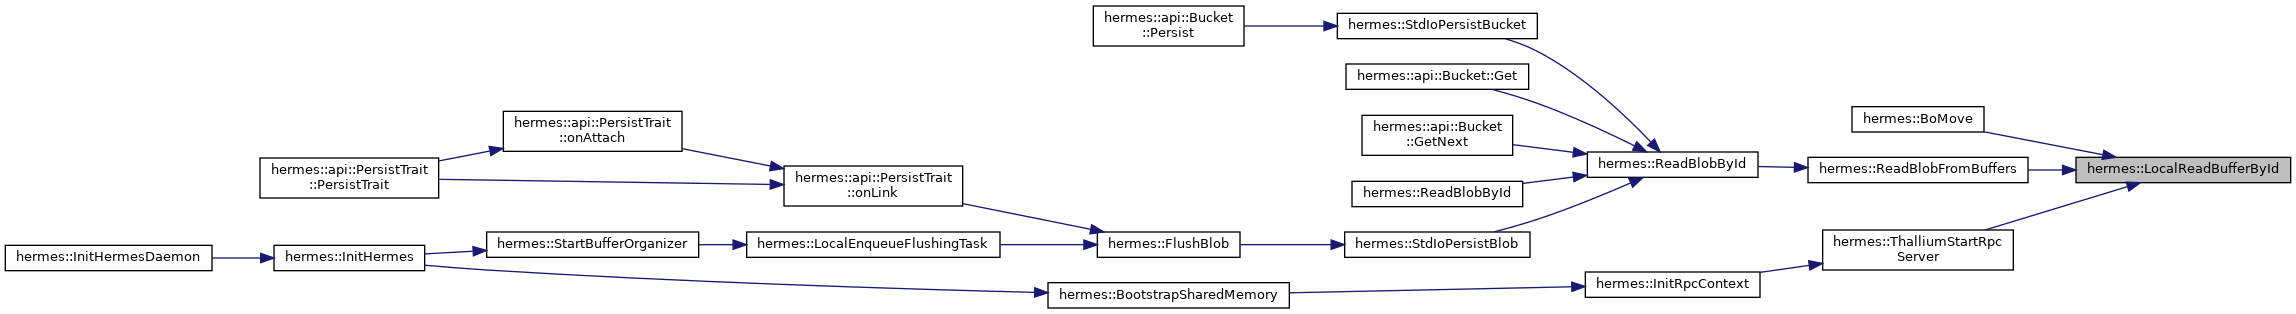 hermes::api::Bucket
::Persist
hermes::StdIoPersistBucket
hermes::api::Bucket::Get
hermes::api::PersistTrait
::onAttach
hermes::api::Bucket
::GetNext
hermes::BoMove
hermes::api::PersistTrait
::PersistTrait
hermes::api::PersistTrait
::onLink
hermes::ReadBlobById
hermes::ReadBlobFromBuffers
hermes::LocalReadBufferById
hermes::ReadBlobById
hermes::InitHermesDaemon
hermes::InitHermes
hermes::StartBufferOrganizer
hermes::LocalEnqueueFlushingTask
hermes::FlushBlob
hermes::StdIoPersistBlob
hermes::ThalliumStartRpc
Server
hermes::BootstrapSharedMemory
hermes::InitRpcContext